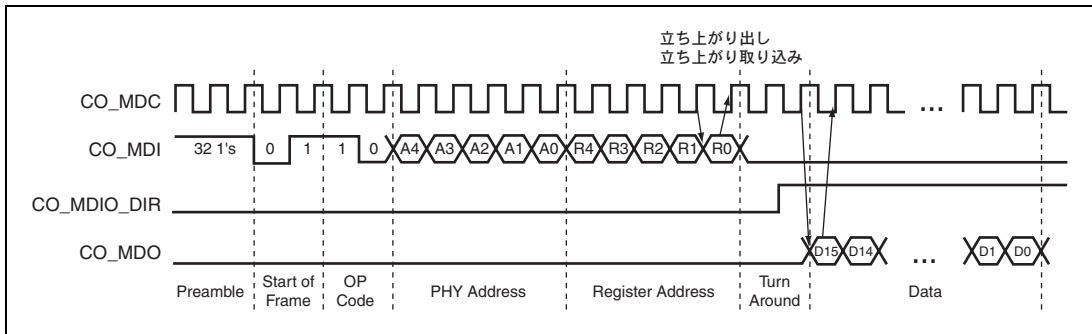 立ち上がり出し
立ち上がり取り込み
CO_MDC
...
CO_MDI
32 1's 0 1 1 0 A4 A3 A2 A1 A0 R4 R3 R2 R1 R0
CO_MDIO_DIR
CO_MDO
D15 D14 ... D1 D0
Preamble
Start of
Frame
OP
Code
PHY Address
Register Address
Turn
Around
Data